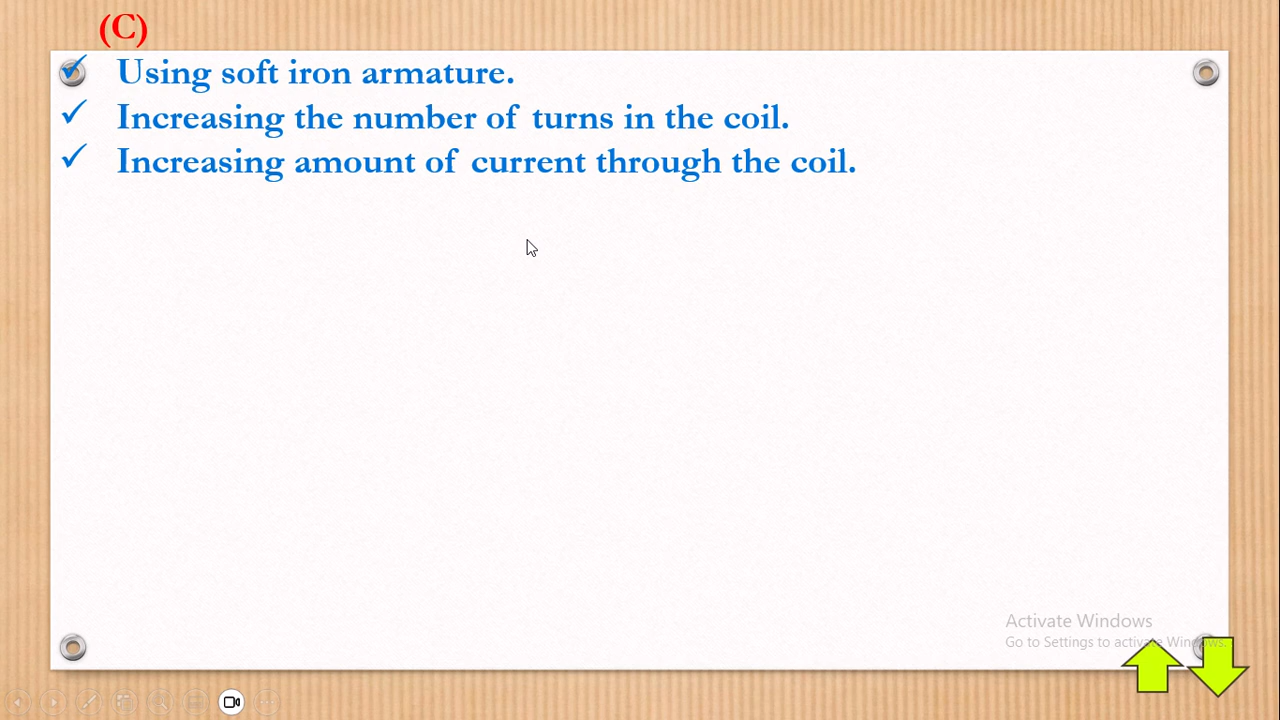 (C)
✓ Using soft iron armature.
✓ Increasing the number of turns in the coil.
✓ Increasing amount of current through the coil.
Activate Windows
Go to Settings to activate Windows.